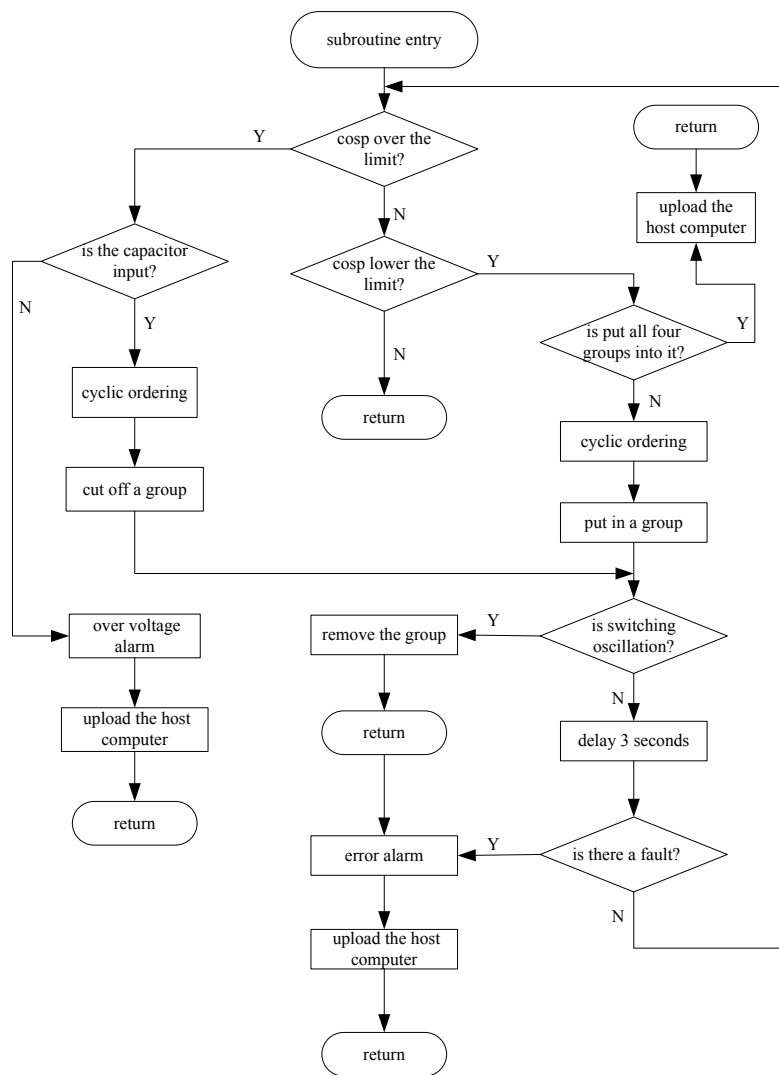 subroutine entry
Y
cosp over the
limit?
N
return
upload the
host computer
is the capacitor
input?
N
Y
cosp lower the
limit?
Y
N
is put all four
groups into it?
Y
N
cyclic ordering
return
cyclic ordering
cut off a group
put in a group
over voltage
alarm
remove the group
Y
is switching
oscillation?
N
upload the host
computer
return
delay 3 seconds
return
error alarm
Y
is there a fault?
N
upload the host
computer
return